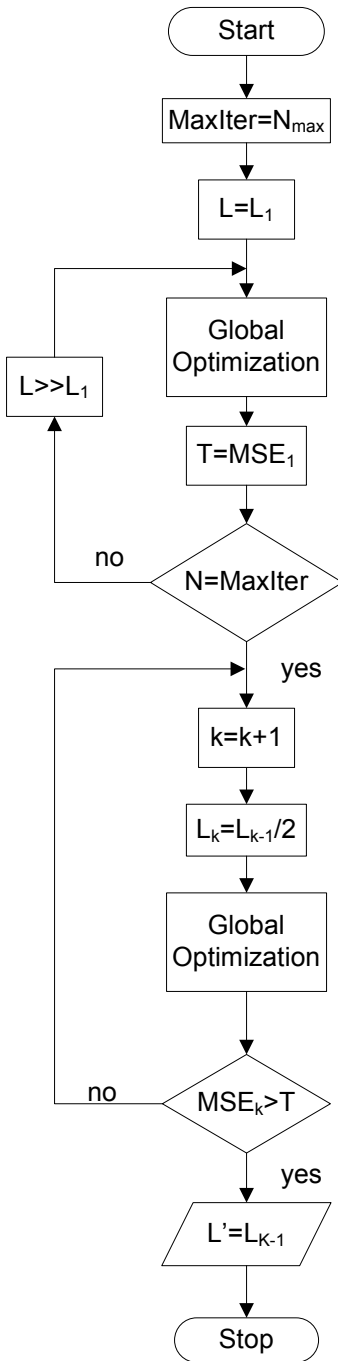 Start
MaxIter=Nmax
L=L1
Global
Optimization
L>>L1
T=MSE1
no
N=MaxIter
yes
k=k+1
Lk=Lk-1/2
Global
Optimization
no
MSEk>T
yes
L'=LK-1
Stop